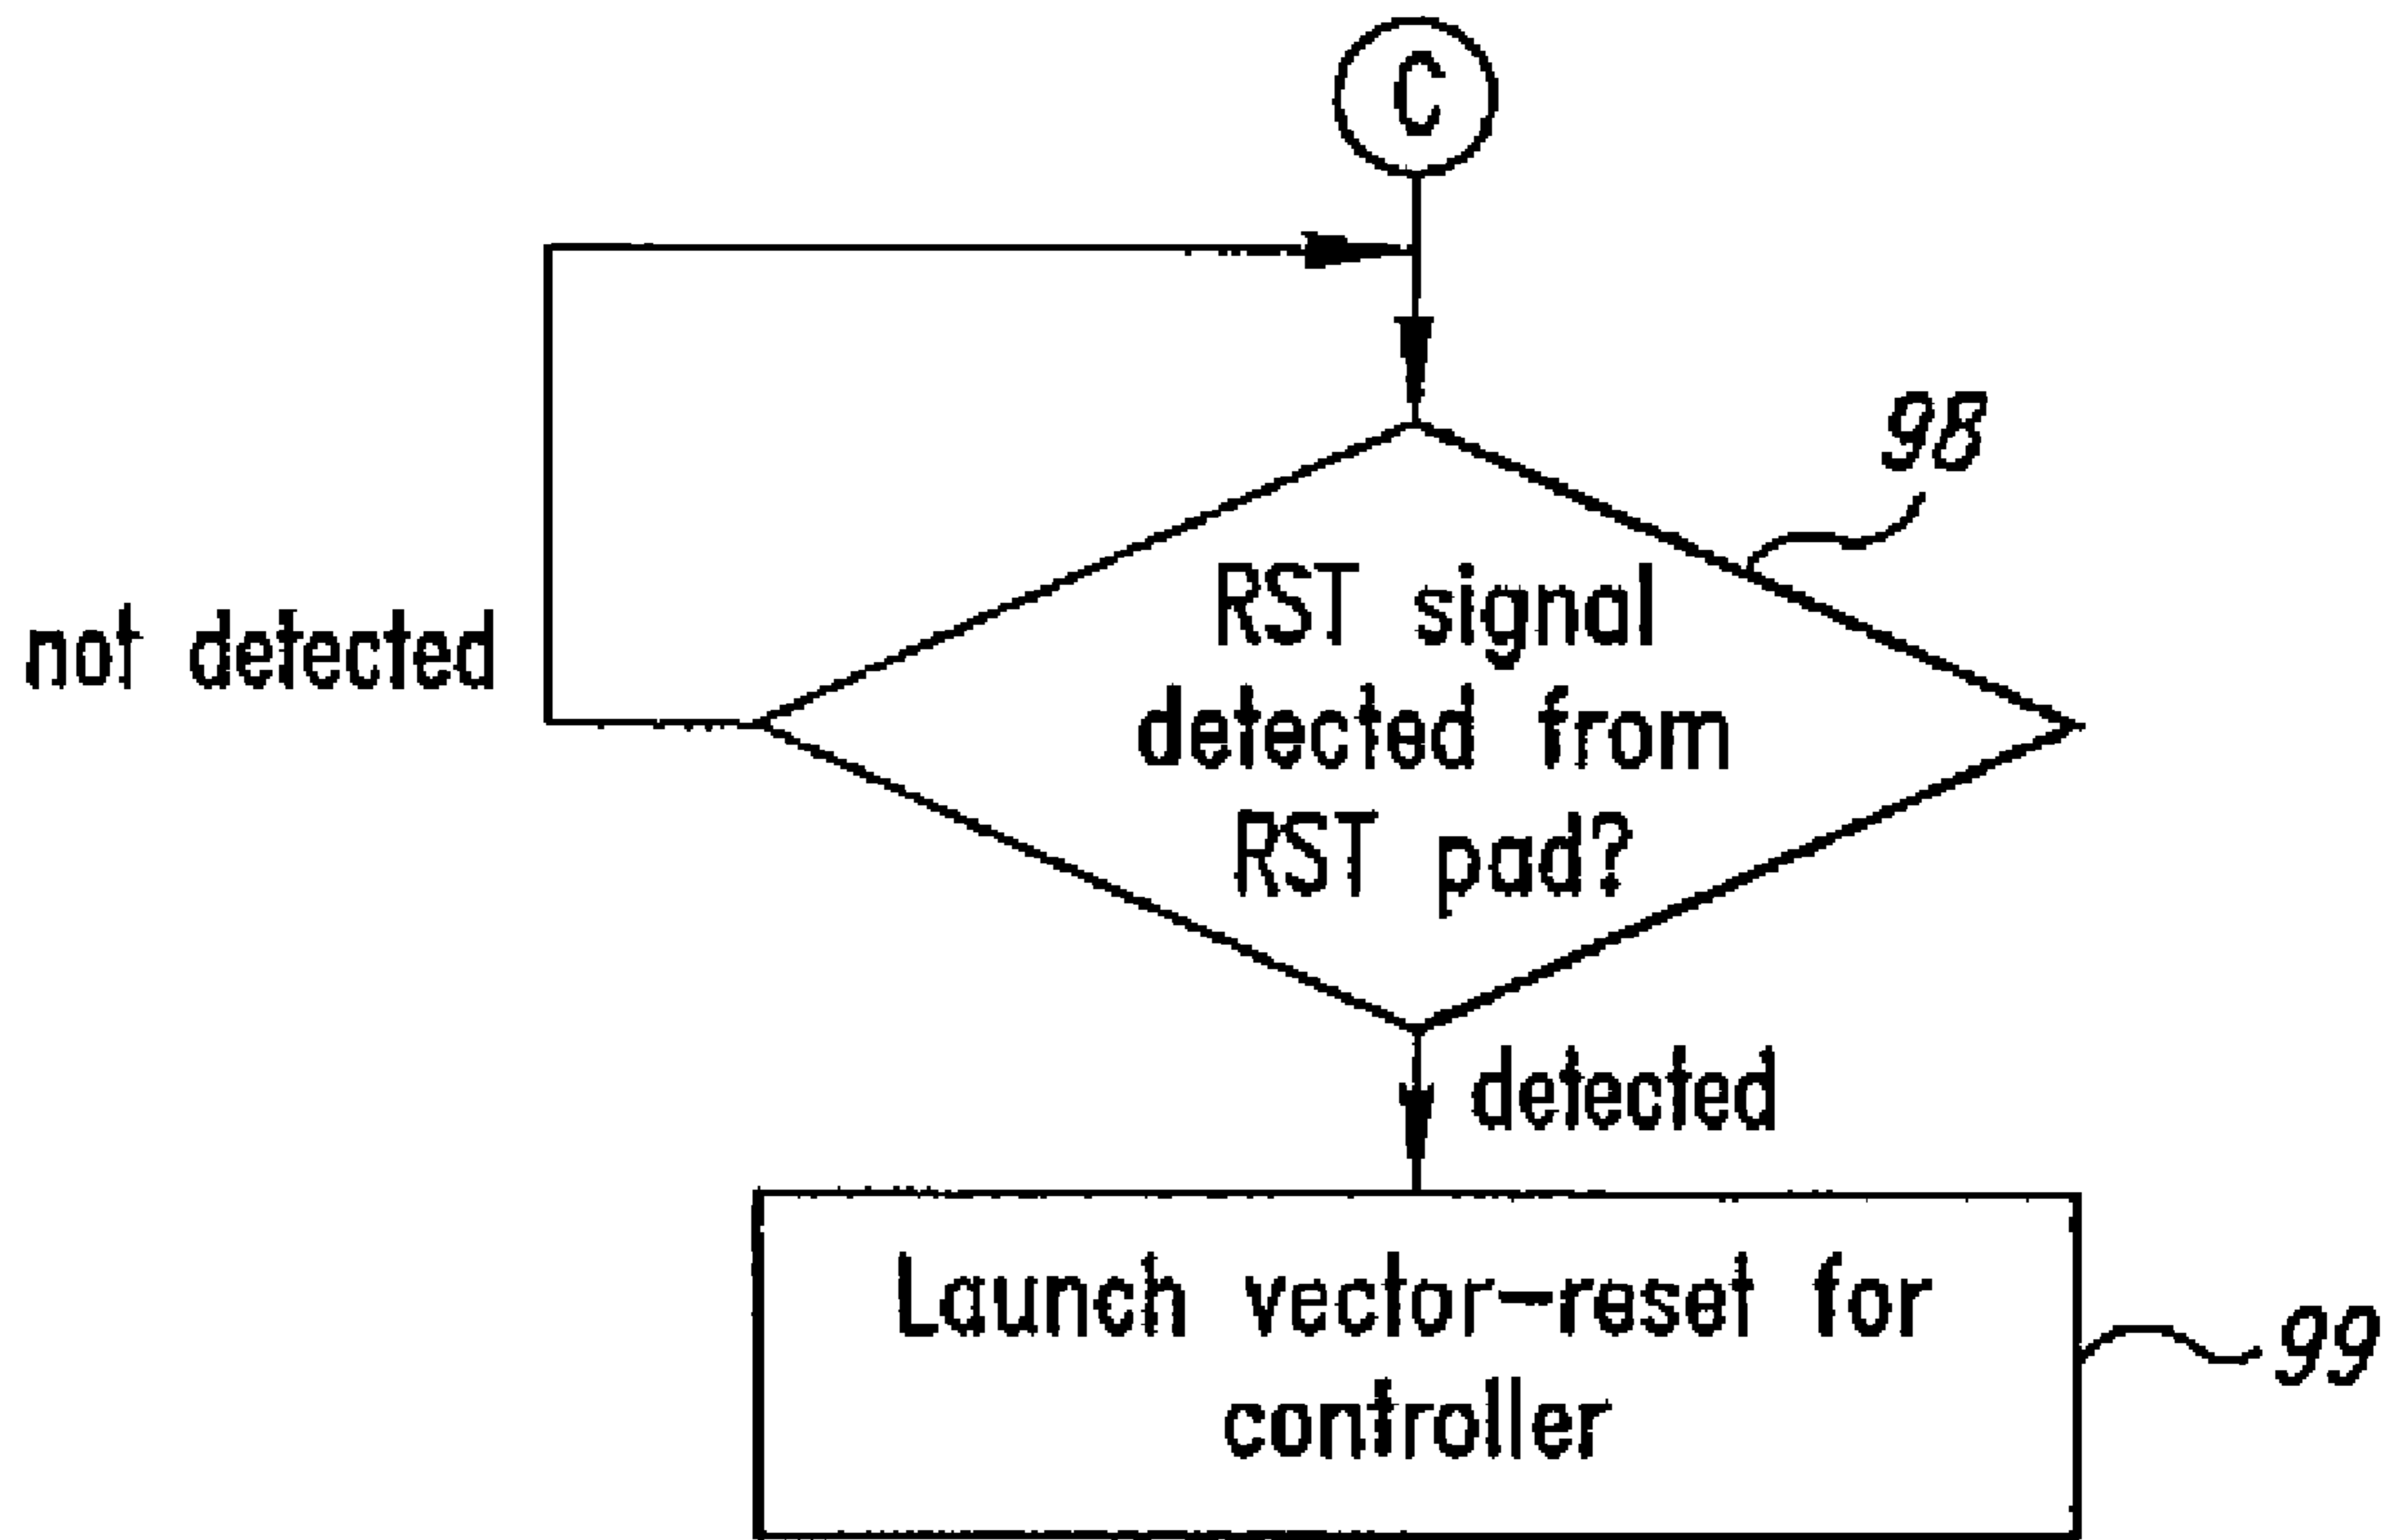 C
98
not detected
RST signal
detected from
RST pad?
detected
Launch vector-reset for
controller
99